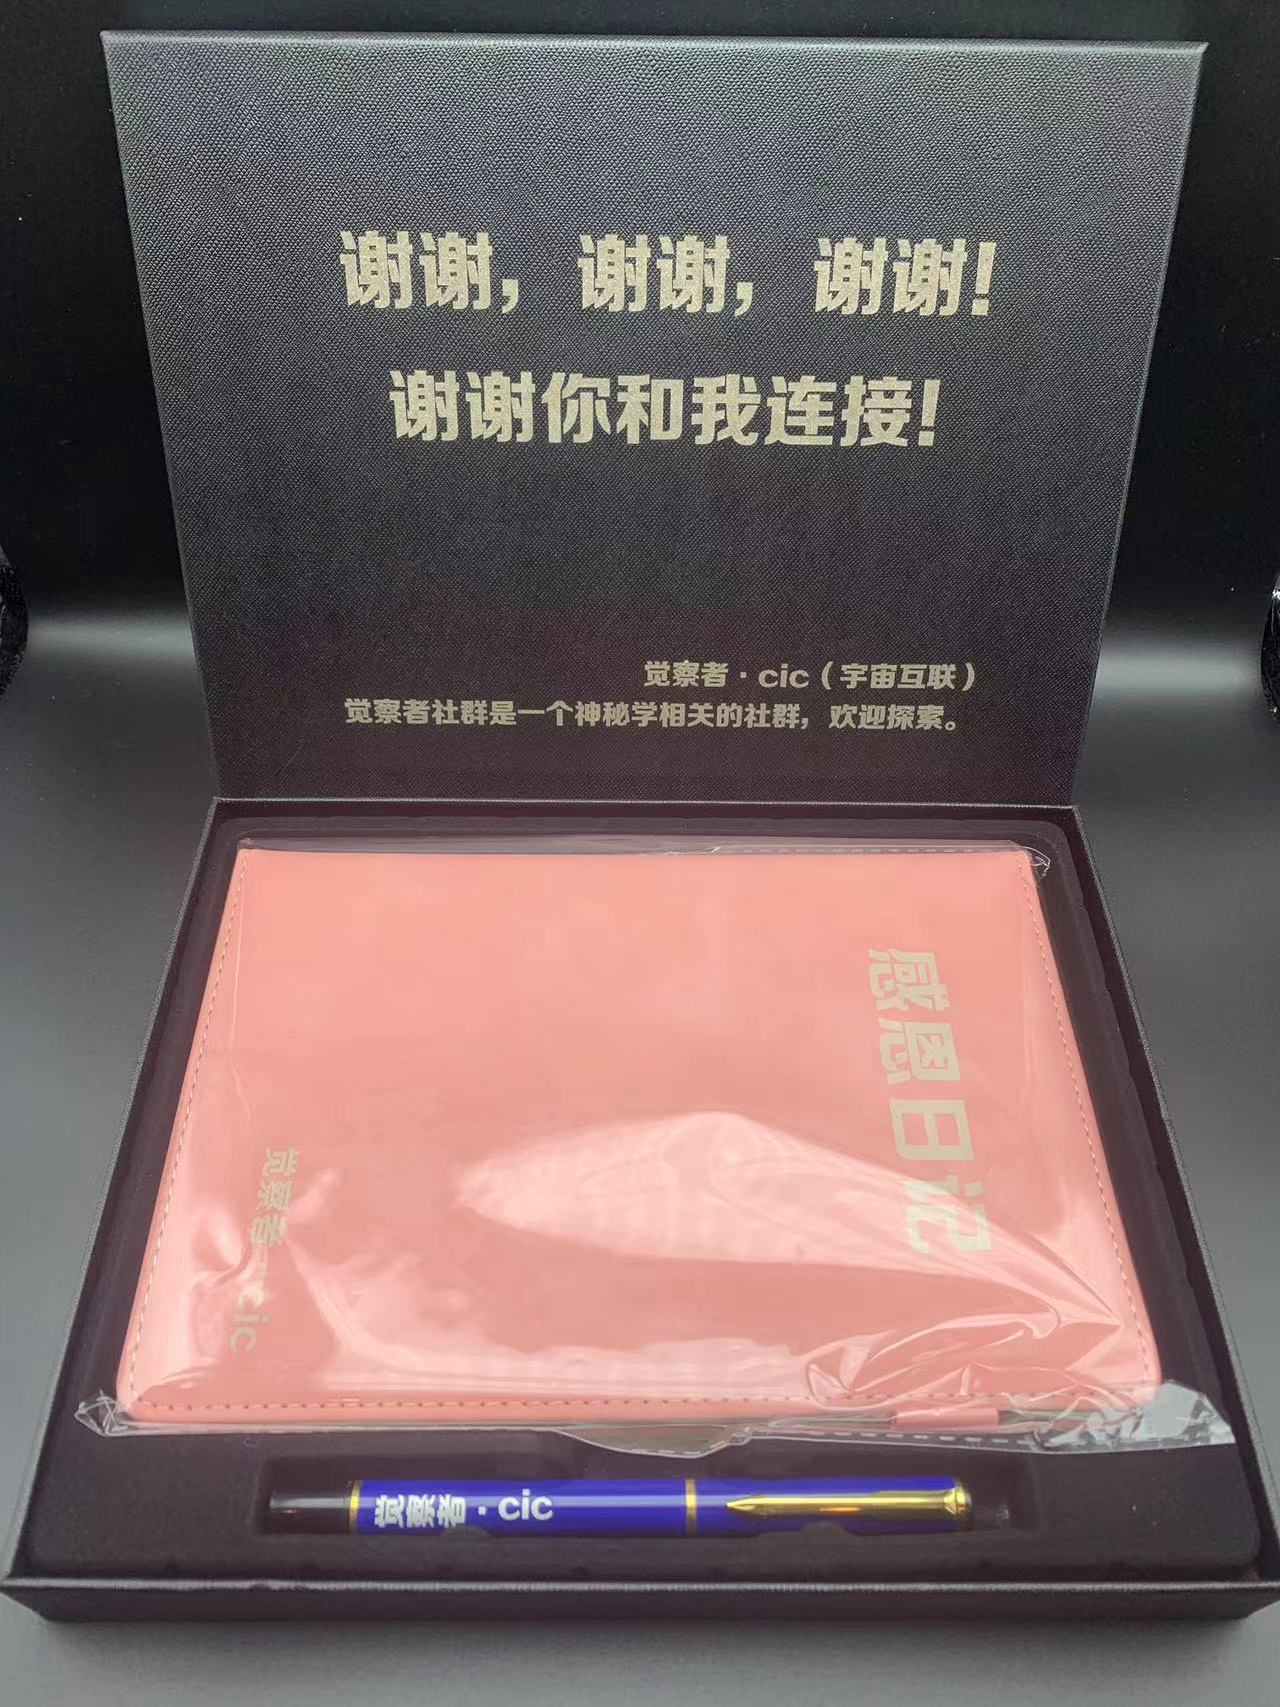 谢谢，谢谢，谢谢！
谢谢你和我连接！
觉察者·cic（宇宙互联）
觉察者社群是一个神秘学相关的社群，欢迎探索。
感恩日记
觉察者·cic
觉察者·cic